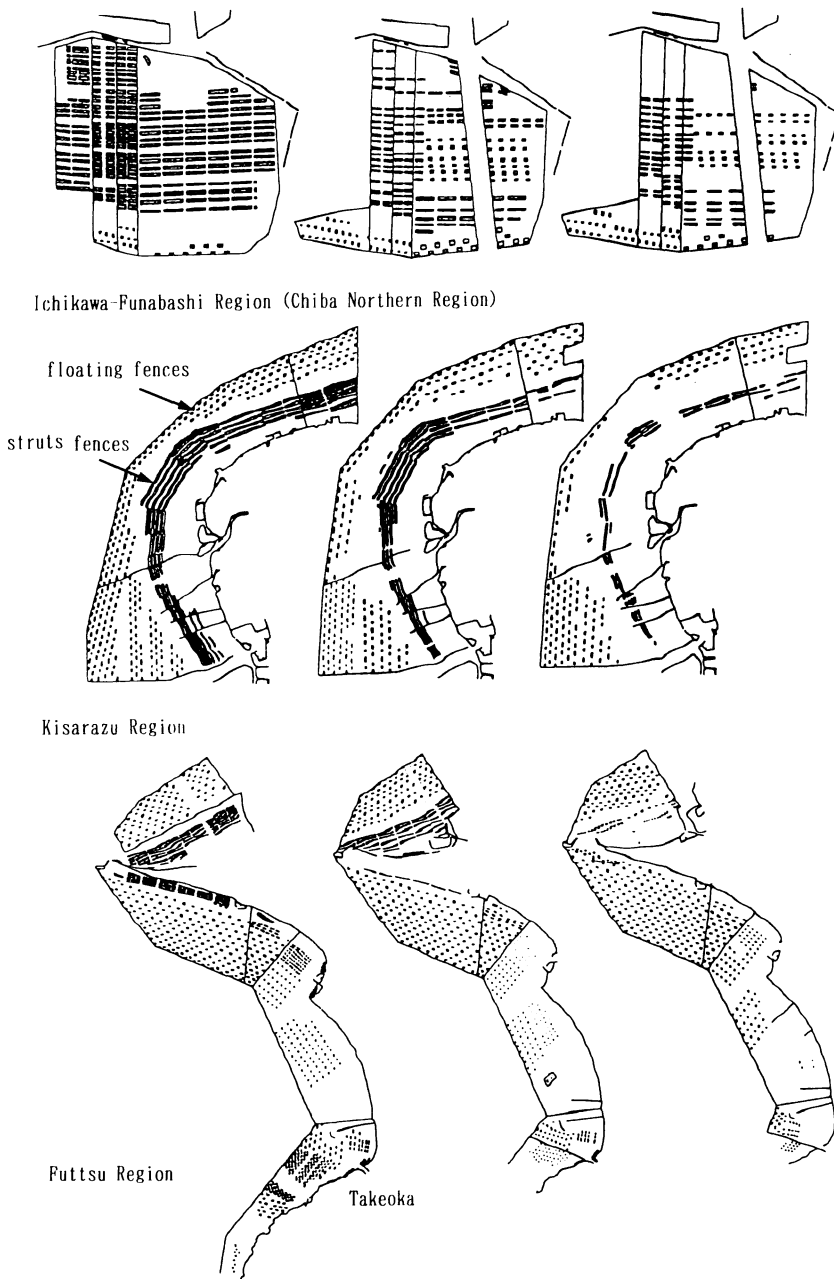 Ichikawa-Funabashi Region (Chiba Northern Region)
floating fences
struts fences
Kisarazu Region
Futtsu Region
Takeoka